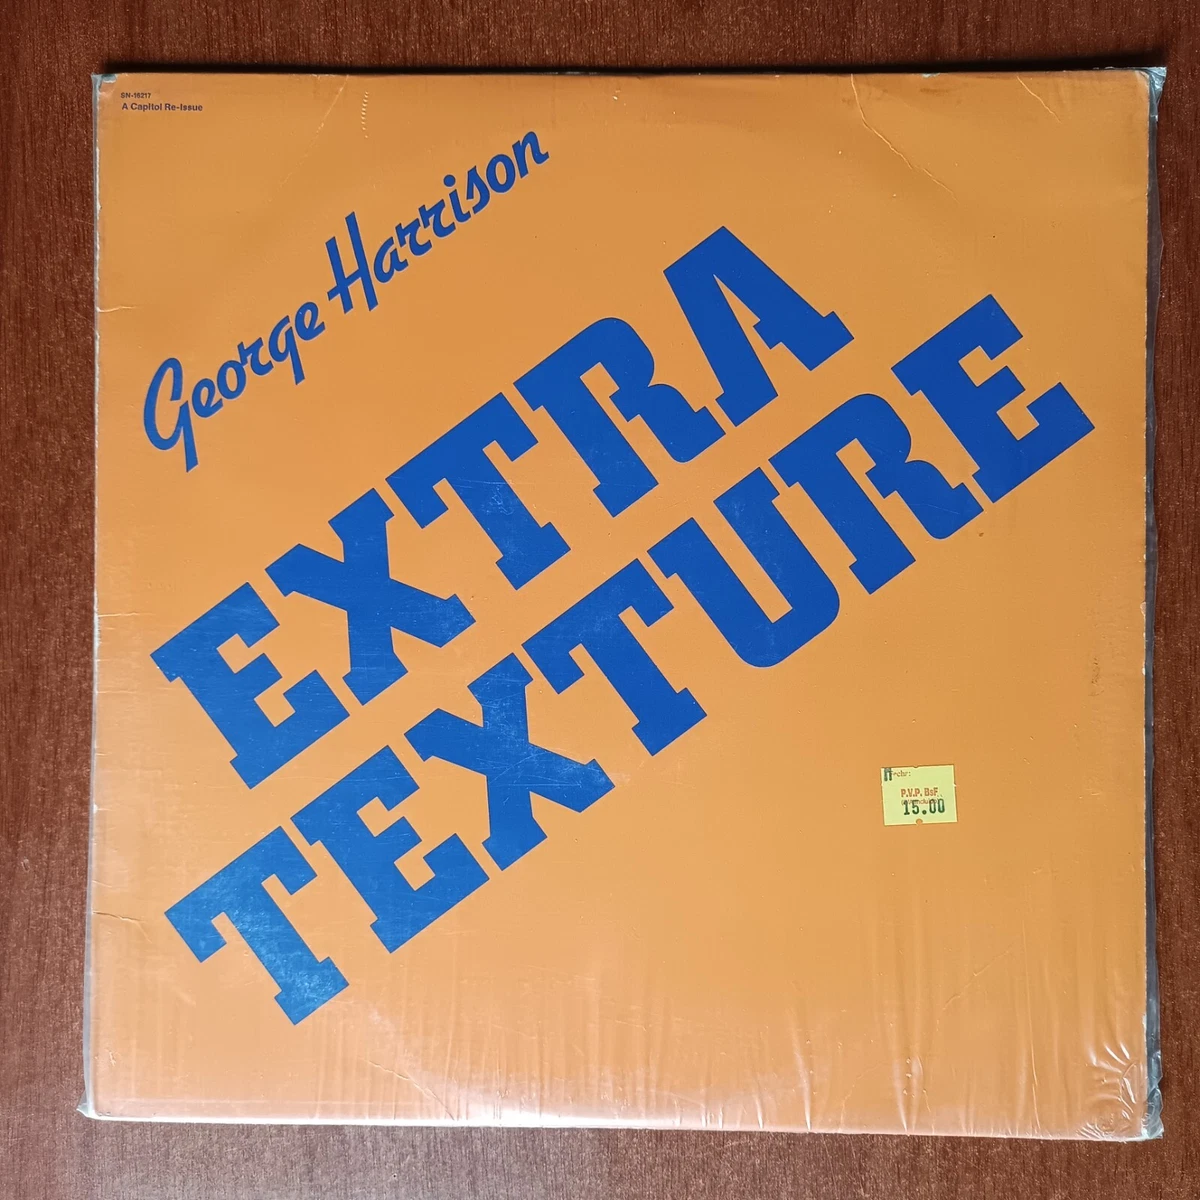 SN-16217
A Capitol Re-Issue
George Harrison
EXTRA
TEXTURE
P.V.P. BsF.
15.00